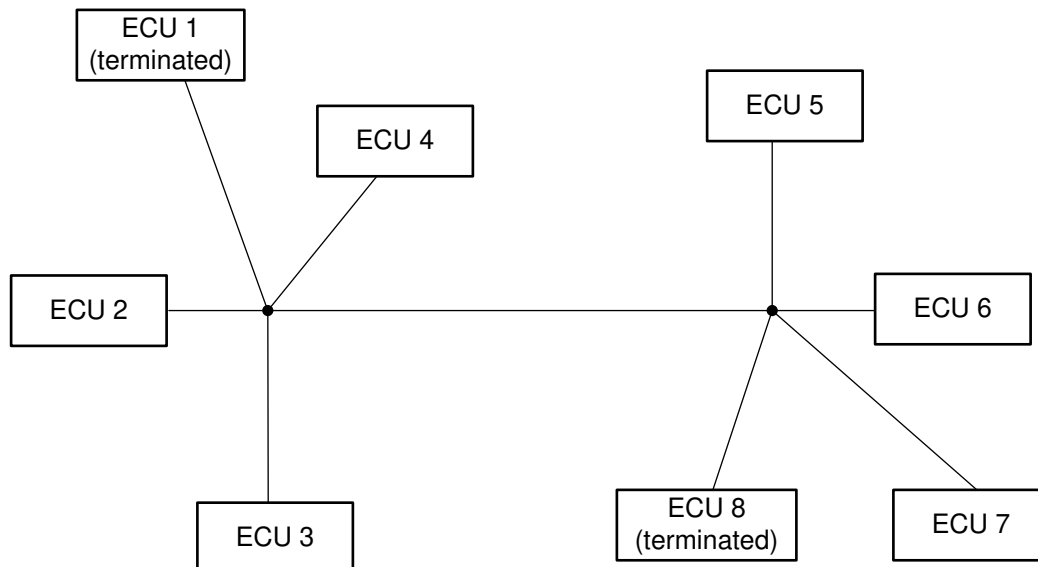 ECU 1
(terminated)
ECU 4
ECU 5
ECU 2
ECU 6
ECU 3
ECU 8
(terminated)
ECU 7